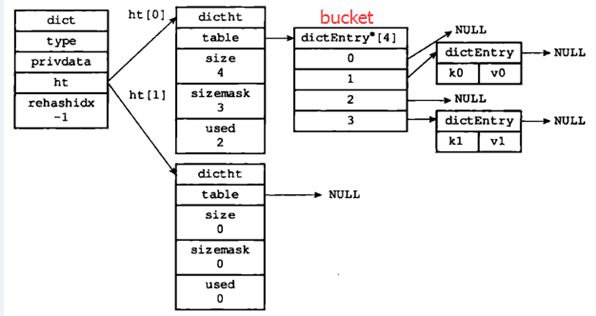 dict
type
privdata
ht
rehashidx
-1
ht[0]
ht[1]
dictht
table
size
4
sizemask
3
used
2
bucket
dictEntry*[4]
0
1
2
3
NULL
dictEntry
k0 v0
NULL
NULL
dictEntry
k1 v1
NULL
dictht
table
size
0
sizemask
0
used
0
NULL